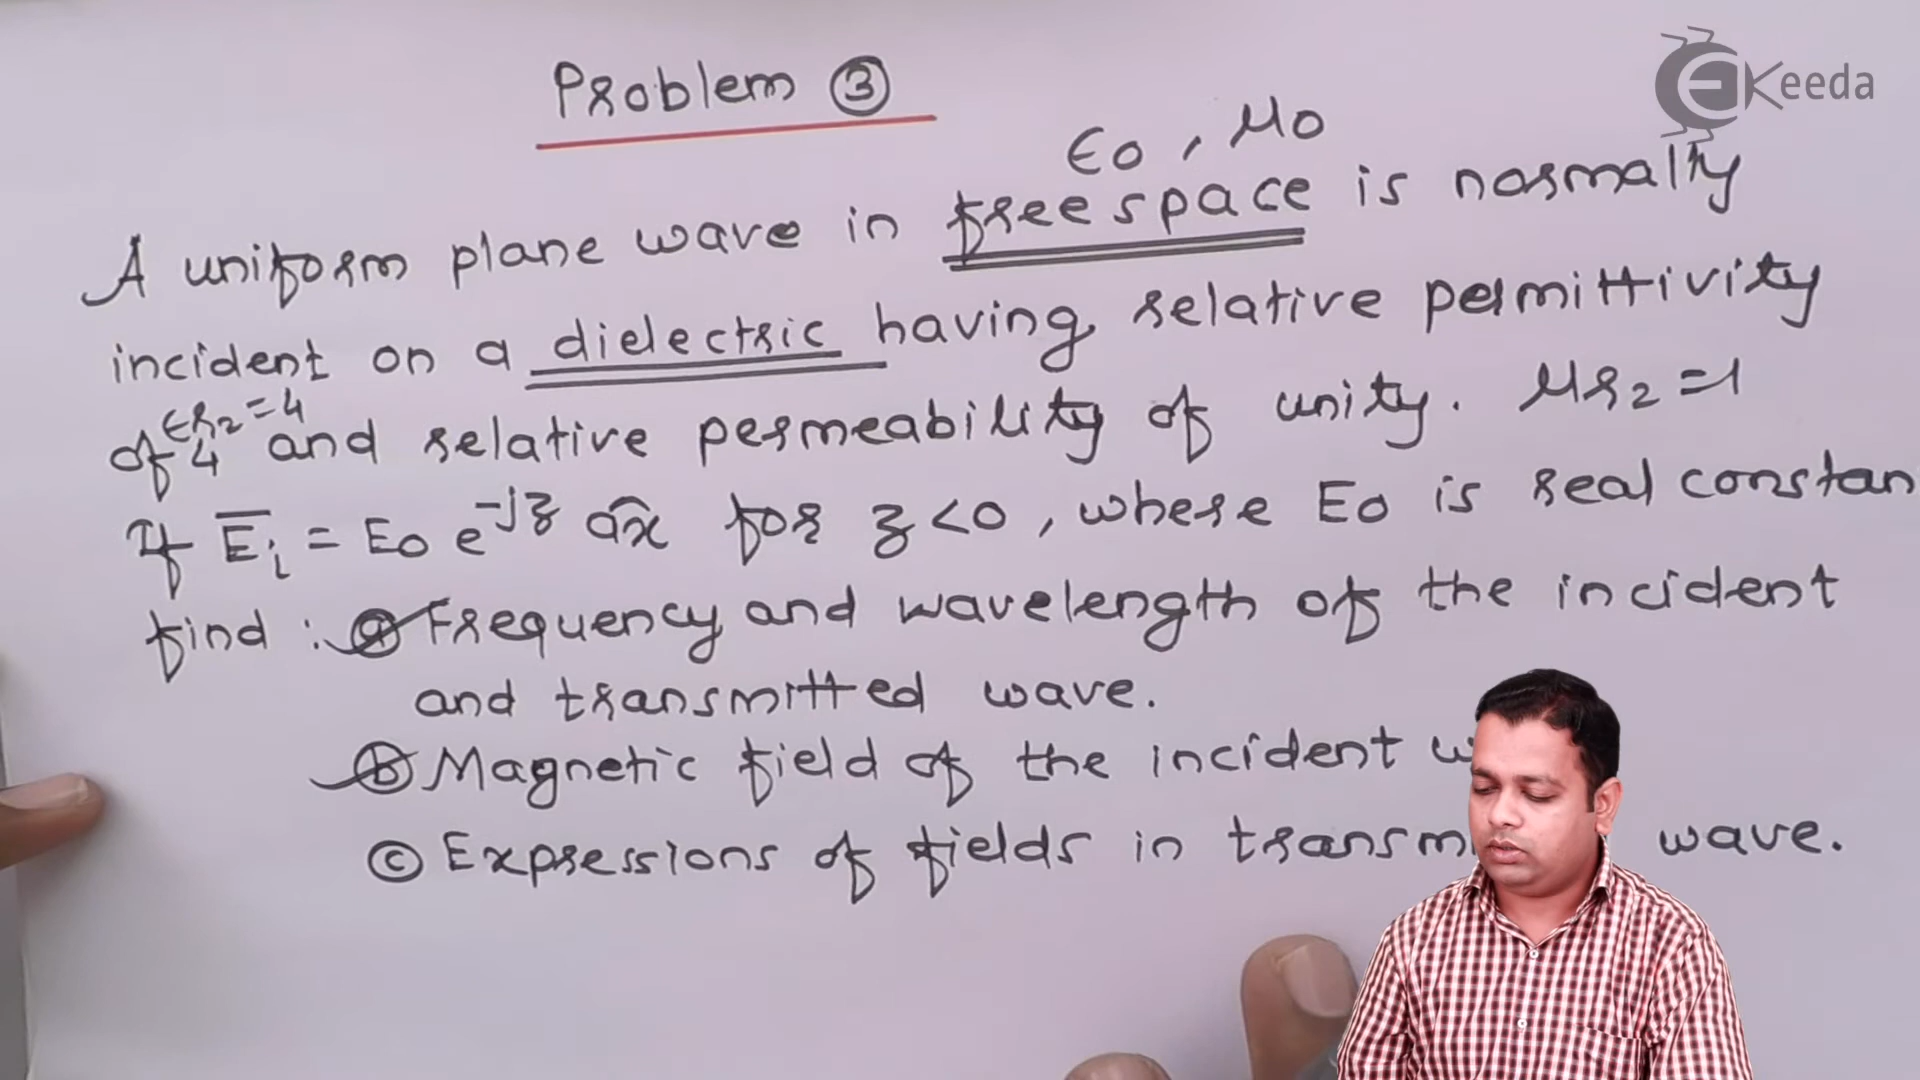 Problem ③
EKeeda
ϵ0 , μ0
A uniform plane wave in free space is normally
incident on a dielectric having relative permittivity
ϵr2 = 4
of 4 and relative permeability of unity. μr2 = 1
If E̅i = E0 e^-jz âx for z<0, where E0 is real constan
find : ⓐ Frequency and wavelength of the incident
and transmitted wave.
ⓑ Magnetic field of the incident
ⓒ Expressions of fields in wave.